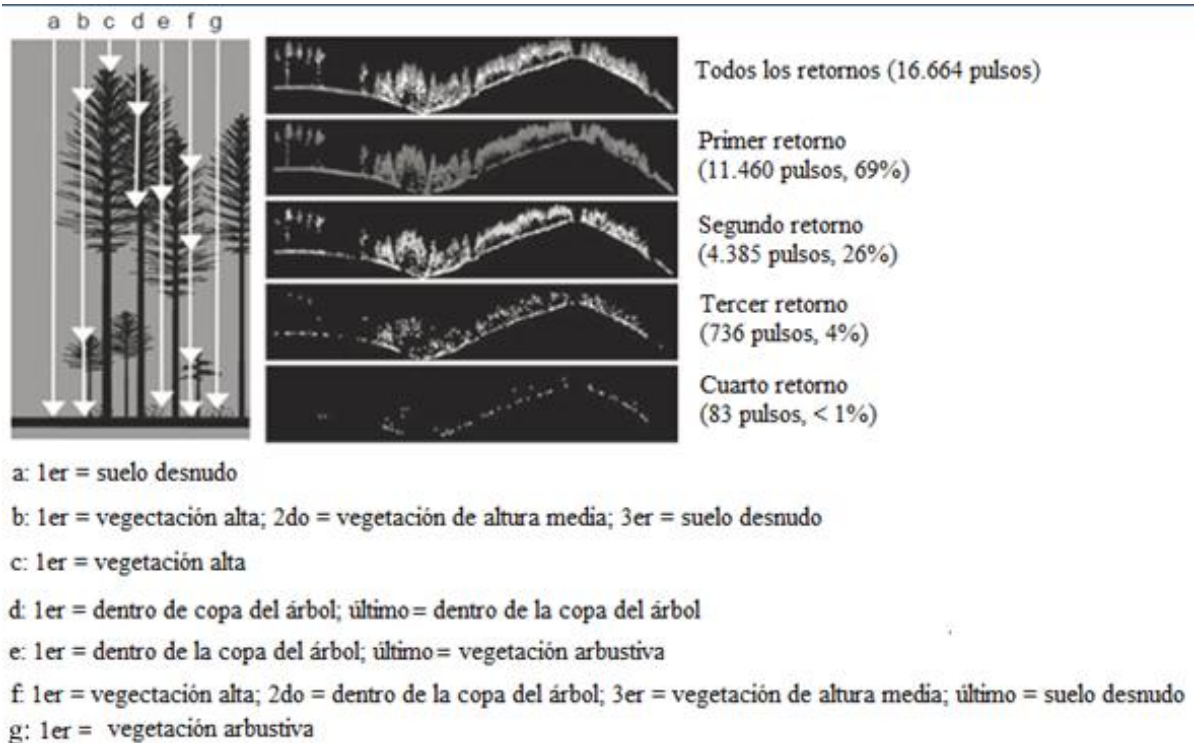 a b c d e f g
Todos los retornos (16.664 pulsos)
Primer retorno
(11.460 pulsos, 69%)
Segundo retorno
(4.385 pulsos, 26%)
Tercer retorno
(736 pulsos, 4%)
Cuarto retorno
(83 pulsos, < 1%)
a: 1er = suelo desnudo
b: 1er = vegectación alta; 2do = vegetación de altura media; 3er = suelo desnudo
c: 1er = vegetación alta
d: 1er = dentro de copa del árbol; último = dentro de la copa del árbol
e: 1er = dentro de la copa del árbol; último = vegetación arbustiva
f: 1er = vegectación alta; 2do = dentro de la copa del árbol; 3er = vegetación de altura media; último = suelo desnudo
g: 1er = vegetación arbustiva